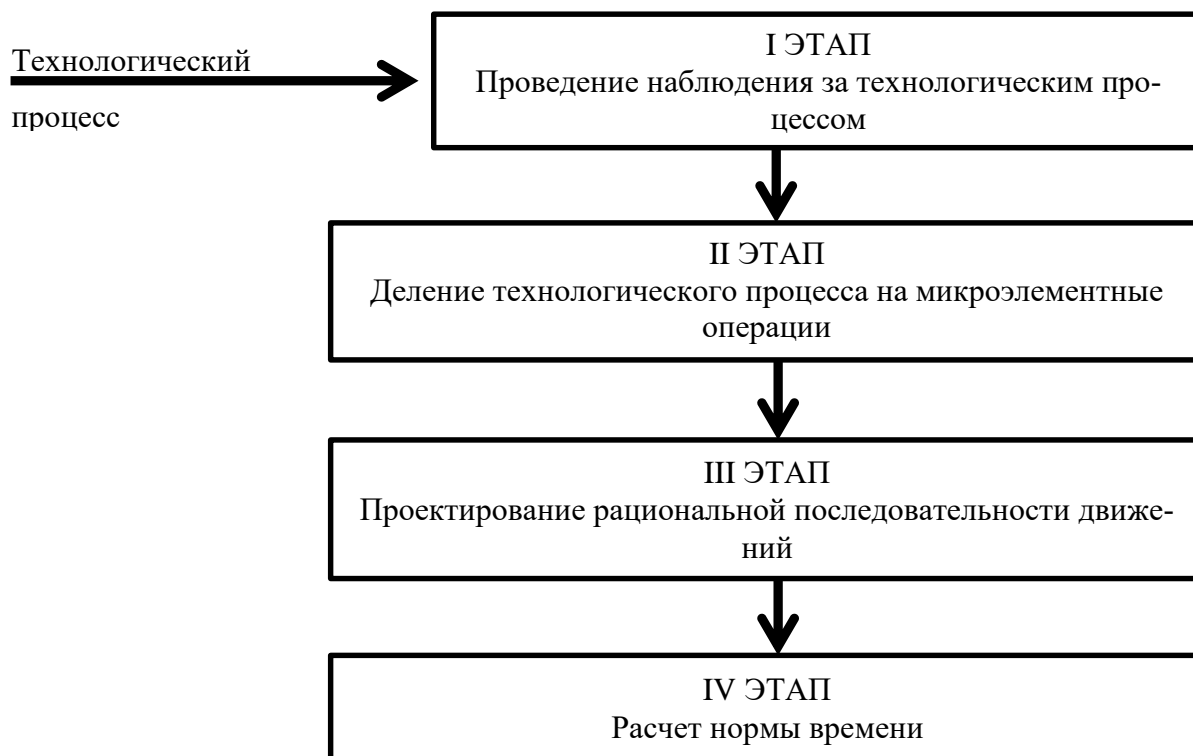 Технологический
процесс
I ЭТАП
Проведение наблюдения за технологическим про-
цессом
II ЭТАП
Деление технологического процесса на микроэлементные
операции
III ЭТАП
Проектирование рациональной последовательности движе-
ний
IV ЭТАП
Расчет нормы времени